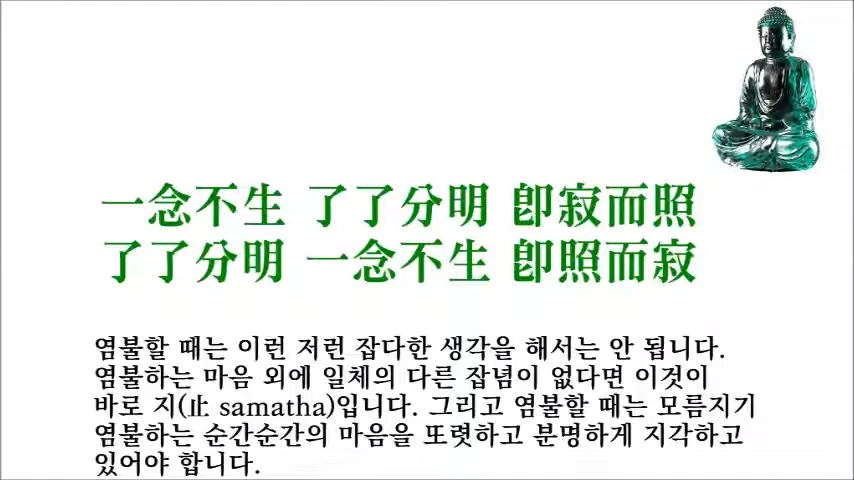 一念不生 了了分明 卽寂而照
了了分明 一念不生 卽照而寂
염불할 때는 이런 저런 잡다한 생각을 해서는 안 됩니다.
염불하는 마음 외에 일체의 다른 잡념이 없다면 이것이
바로 지(止 samatha)입니다. 그리고 염불할 때는 모름지기
염불하는 순간순간의 마음을 또렷하고 분명하게 지각하고
있어야 합니다.